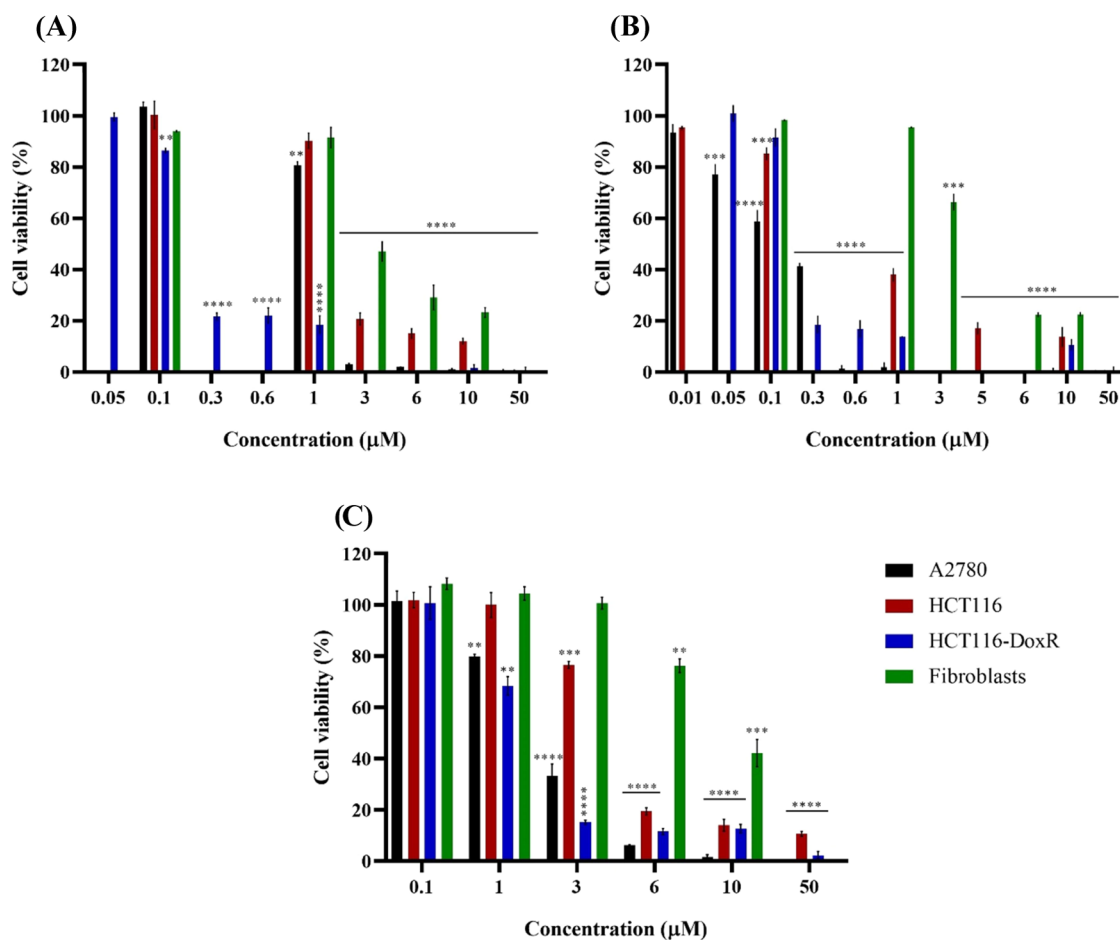 (A)
120
100
80
60
40
20
0
Cell viability (%)
**
****
****
**
****
****
0.05 0.1 0.3 0.6 1 3 6 10 50
Concentration (μM)
(B)
120
100
80
60
40
20
0
Cell viability (%)
***
****
***
****
***
****
0.01 0.05 0.1 0.3 0.6 1 3 5 6 10 50
Concentration (μM)
(C)
120
100
80
60
40
20
0
Cell viability (%)
**
**
****
***
****
****
**
****
***
****
0.1 1 3 6 10 50
Concentration (μM)
A2780
HCT116
HCT116-DoxR
Fibroblasts